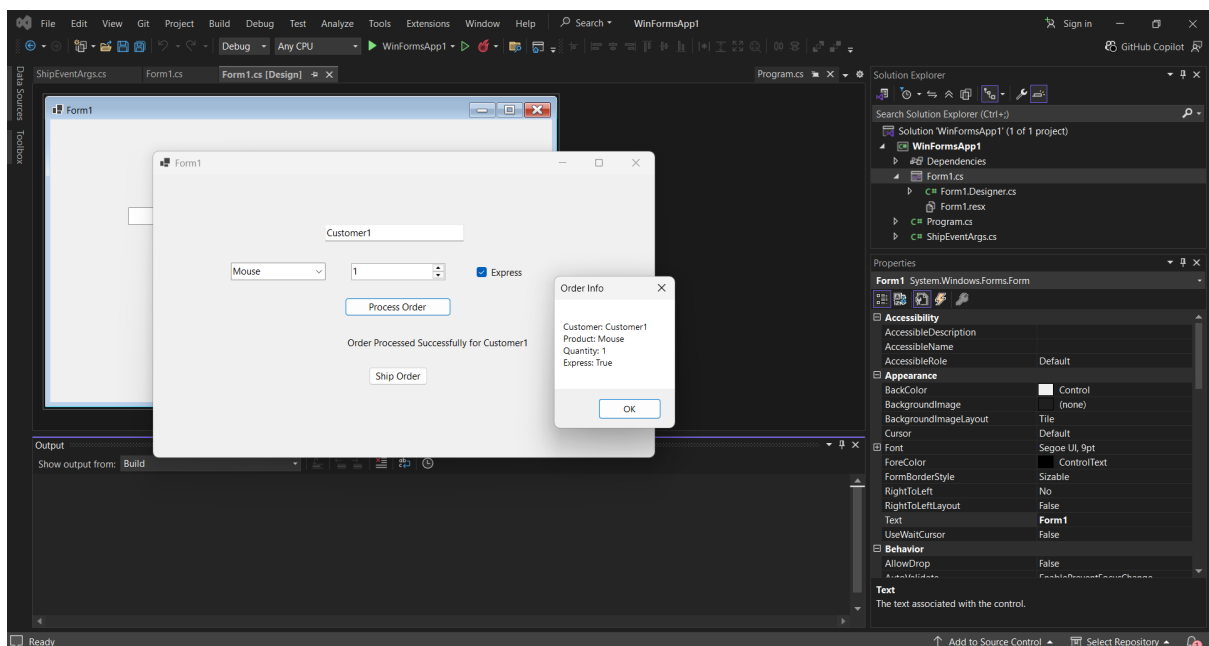 File Edit View Git Project Build Debug Test Analyze Tools Extensions Window Help Search WinFormsApp1 Sign in
Debug Any CPU WinFormsApp1 GitHub Copilot
Data Sources
Toolbox
ShipEventArgs.cs Form1.cs Form1.cs [Design] Program.cs
Form1
Form1
Customer1
Mouse 1 Express
Process Order
Order Processed Successfully for Customer1
Ship Order
Order Info
Customer: Customer1
Product: Mouse
Quantity: 1
Express: True
OK
Output
Show output from: Build
Solution Explorer
Search Solution Explorer (Ctrl+;)
Solution 'WinFormsApp1' (1 of 1 project)
WinFormsApp1
Dependencies
Form1.cs
C# Form1.Designer.cs
Form1.resx
C# Program.cs
C# ShipEventArgs.cs
Properties
Form1 System.Windows.Forms.Form
Accessibility
AccessibleDescription
AccessibleName
AccessibleRole Default
Appearance
BackColor Control
BackgroundImage (none)
BackgroundImageLayout Tile
Cursor Default
Font Segoe UI, 9pt
ForeColor ControlText
FormBorderStyle Sizable
RightToLeft No
RightToLeftLayout False
Text Form1
UseWaitCursor False
Behavior
AllowDrop False
AutoValidate EnablePreventFocusChange
Text
The text associated with the control.
Ready Add to Source Control Select Repository